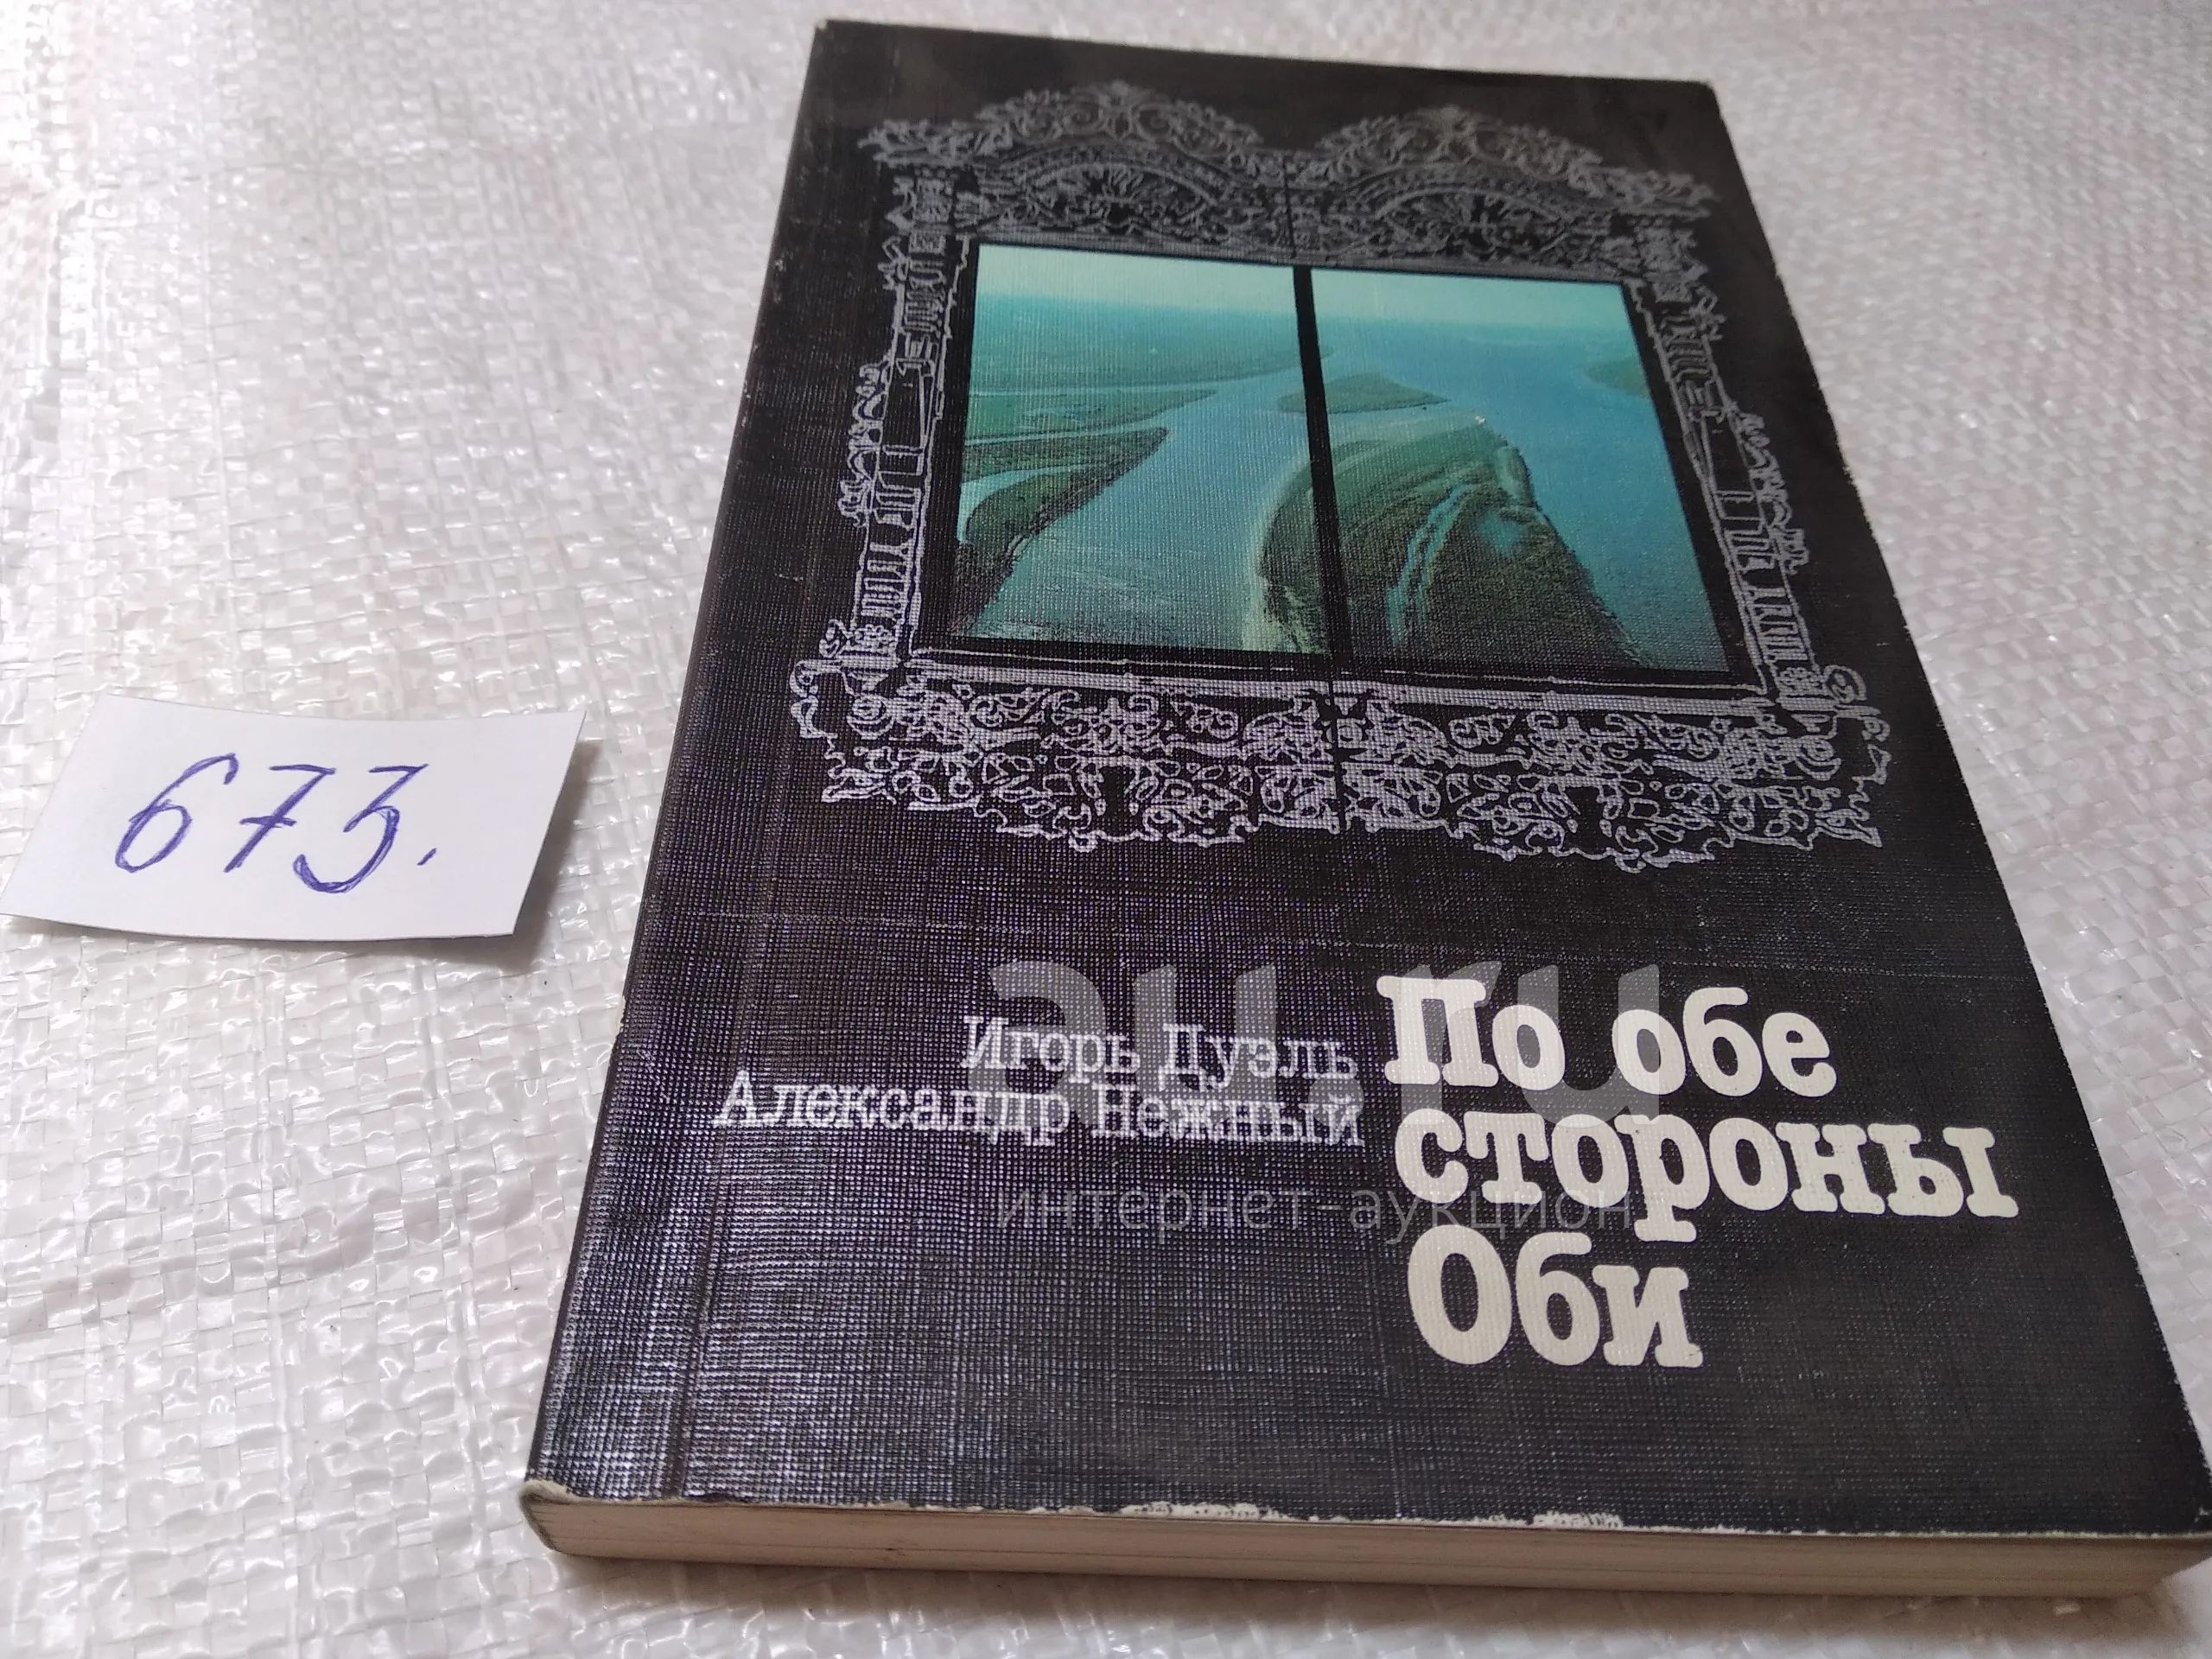 673.
au.ru
Игорь Дуэль
Александр Нежный
По обе
стороны
Оби
интернет-аукцион